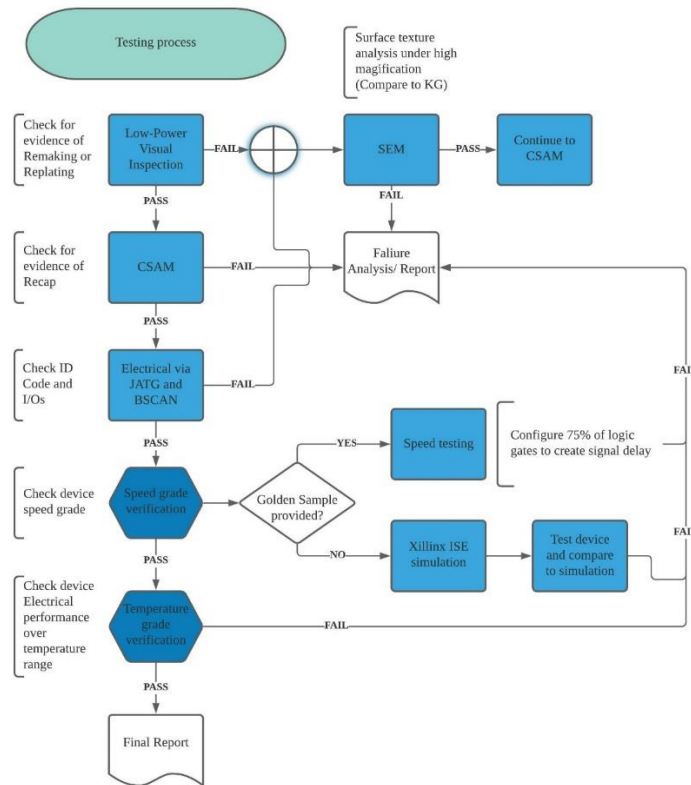 Testing process
Surface texture
analysis under high
magification
(Compare to KG)
Check for
evidence of
Remaking or
Replating
Low-Power
Visual
Inspection
FAIL
SEM
PASS
Continue to
CSAM
PASS
FAIL
Check for
evidence of
Recap
CSAM
FAIL
Faliure
Analysis/ Report
PASS
Check ID
Code and
I/Os
Electrical via
JATG and
BSCAN
FAIL
FAI
PASS
YES
Speed testing
Configure 75% of logic
gates to create signal delay
Check device
speed grade
Speed grade
verification
Golden Sample
provided?
FAI
PASS
NO
Xillinx ISE
simulation
Test device
and compare
to simulation
Check device
Electrical
performance
over
temperature
range
Temperature
grade
verification
FAIL
PASS
Final Report